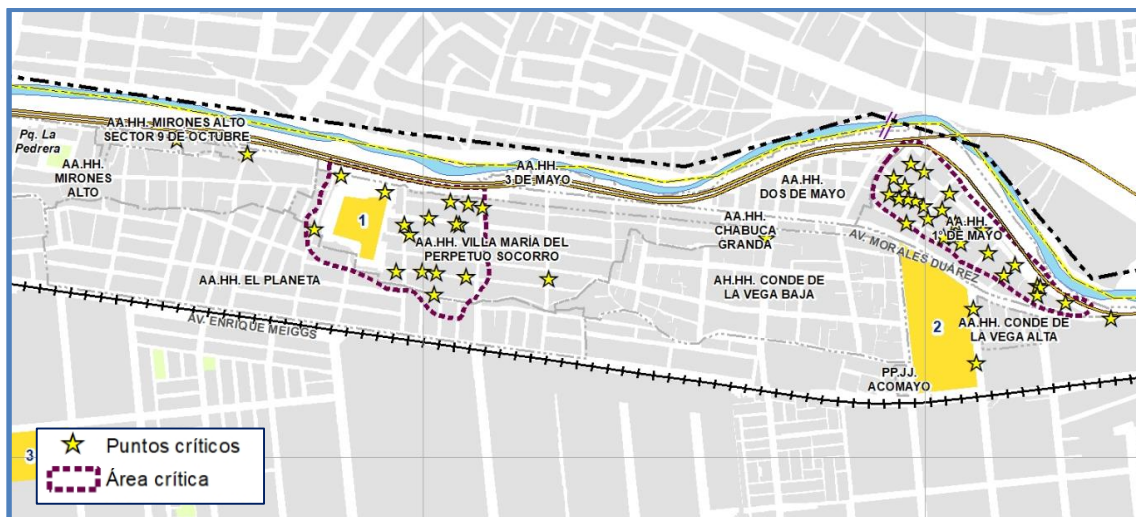 AA.HH. MIRONES ALTO
SECTOR 9 DE OCTUBRE
Pq. La
Pedrera
AA.HH.
MIRONES
ALTO
AA.HH.
3 DE MAYO
AA.HH.
DOS DE MAYO
AA.HH.
CHABUCA
GRANDA
AA.HH.
1º DE MAYO
1
AA.HH. VILLA MARÍA DEL
PERPETUO SOCORRO
AV. MORALES DUAREZ
AA.HH. EL PLANETA
AH.HH. CONDE DE
LA VEGA BAJA
AV. ENRIQUE MEIGGS
2
AA.HH. CONDE DE
LA VEGA ALTA
PP.JJ.
ACOMAYO
3
Puntos críticos
Área crítica